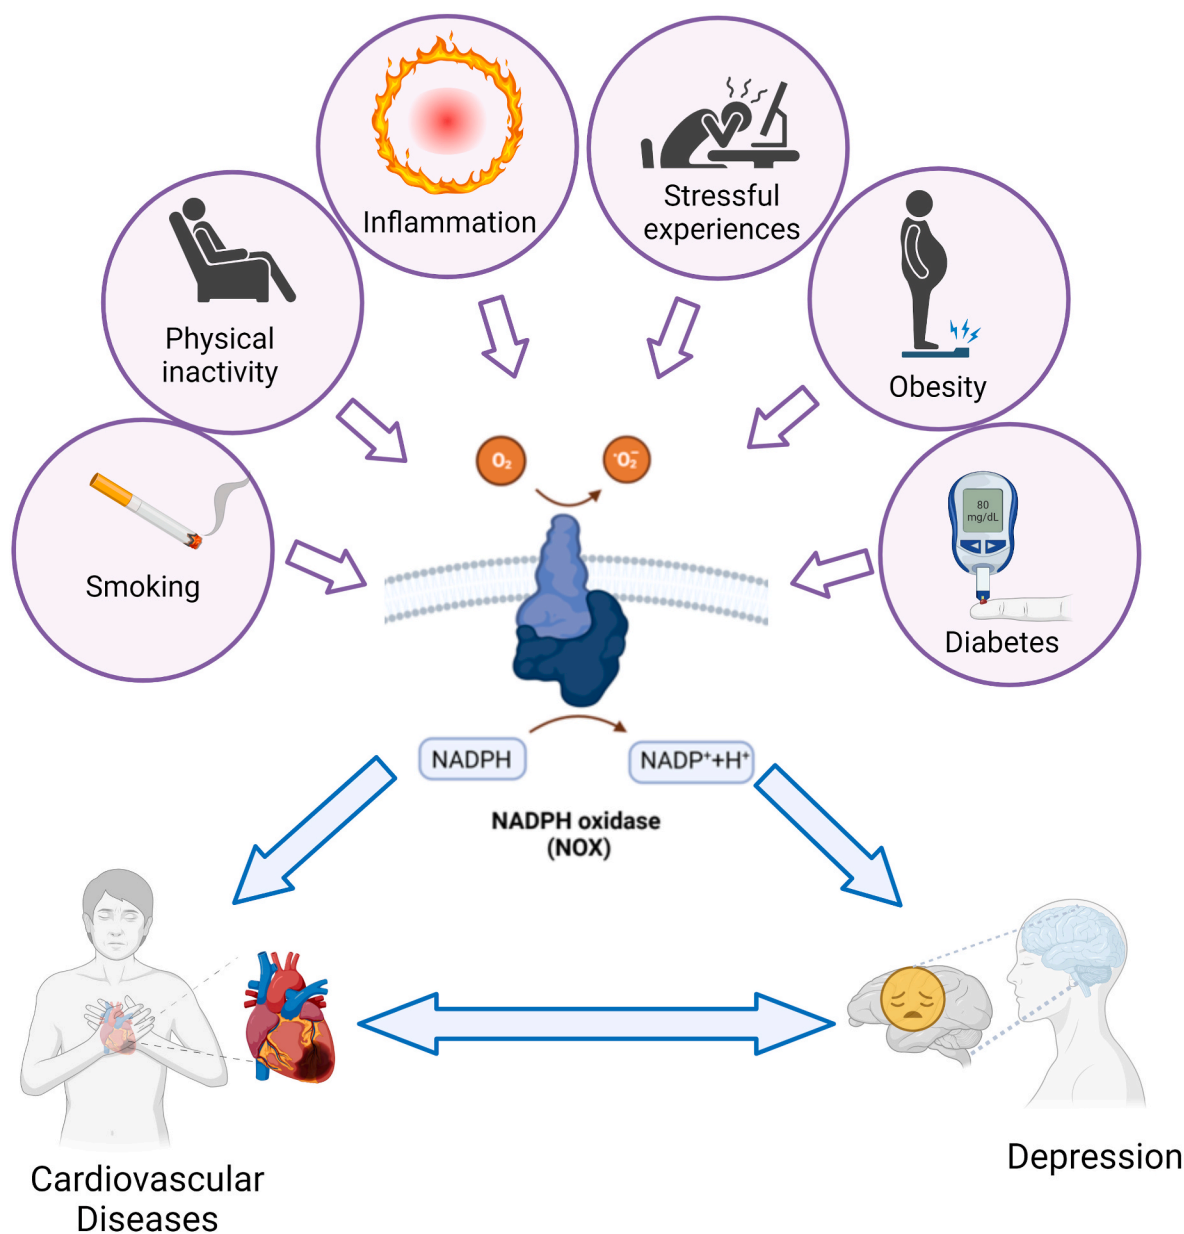 Inflammation
Stressful
experiences
Physical
inactivity
Obesity
Smoking
80
mg/dL
Diabetes
O₂
·O₂⁻
NADPH
NADP⁺+H⁺
NADPH oxidase
(NOX)
Cardiovascular
Diseases
Depression